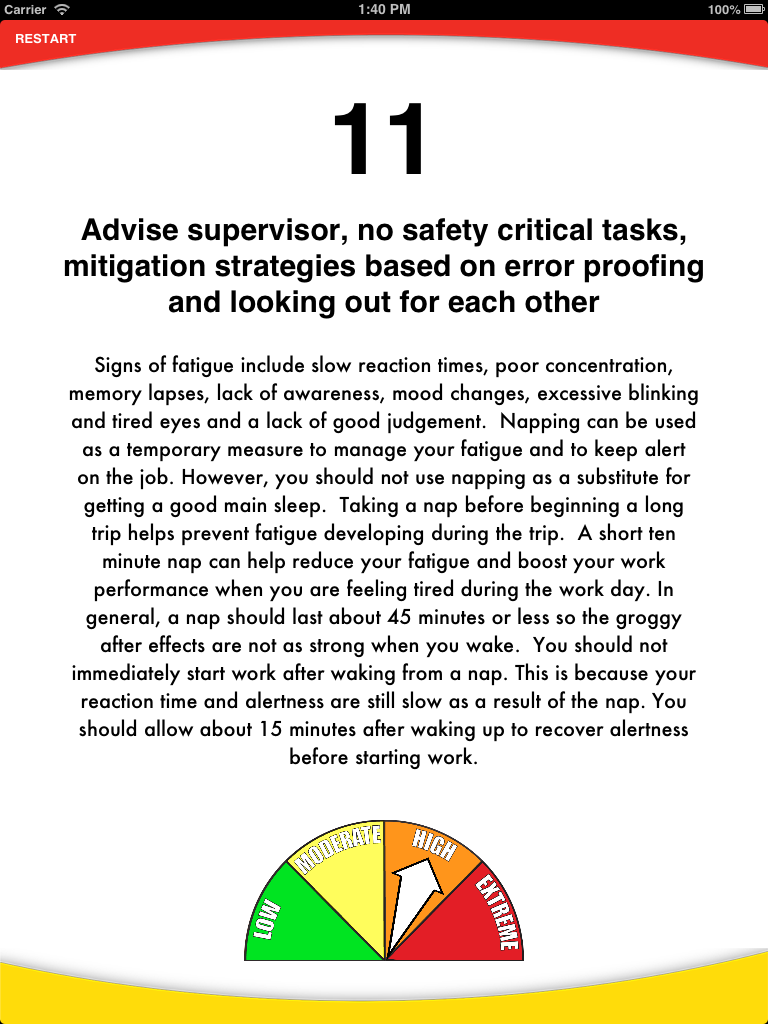 Carrier 1:40 PM 100%
RESTART
11
Advise supervisor, no safety critical tasks,
mitigation strategies based on error proofing
and looking out for each other
Signs of fatigue include slow reaction times, poor concentration,
memory lapses, lack of awareness, mood changes, excessive blinking
and tired eyes and a lack of good judgement.  Napping can be used
as a temporary measure to manage your fatigue and to keep alert
on the job. However, you should not use napping as a substitute for
getting a good main sleep.  Taking a nap before beginning a long
trip helps prevent fatigue developing during the trip.  A short ten
minute nap can help reduce your fatigue and boost your work
performance when you are feeling tired during the work day. In
general, a nap should last about 45 minutes or less so the groggy
after effects are not as strong when you wake.  You should not
immediately start work after waking from a nap. This is because your
reaction time and alertness are still slow as a result of the nap. You
should allow about 15 minutes after waking up to recover alertness
before starting work.
LOW
MODERATE
HIGH
EXTREME